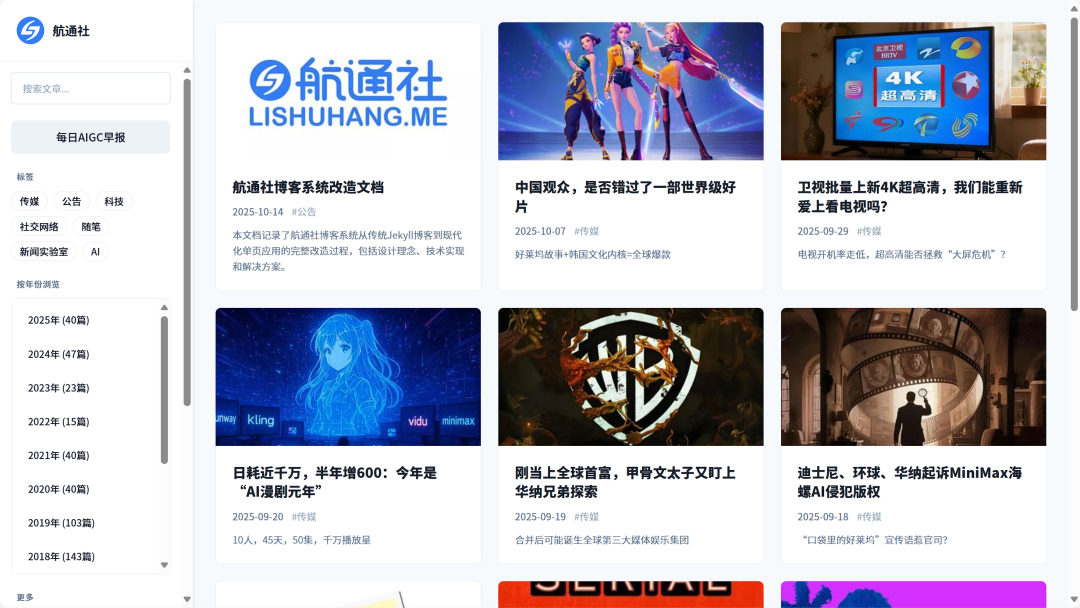 航通社
搜索文章...
每日AIGC早报
标签
传媒
公告
科技
社交网络
随笔
新闻实验室
AI
按年份浏览
2025年 (40篇)
2024年 (47篇)
2023年 (23篇)
2022年 (15篇)
2021年 (40篇)
2020年 (40篇)
2019年 (103篇)
2018年 (143篇)
更多
航通社
LISHUHANG.ME
航通社博客系统改造文档
2025-10-14 #公告
本文档记录了航通社博客系统从传统Jekyll博客到现代
化单页应用的完整改造过程，包括设计理念、技术实现
和解决方案。
中国观众，是否错过了一部世界级好
片
2025-10-07 #传媒
好莱坞故事+韩国文化内核=全球爆款
北京卫视
BRTV
4K
超高清
卫视批量上新4K超高清，我们能重新
爱上看电视吗？
2025-09-29 #传媒
电视开机率走低，超高清能否拯救“大屏危机”？
unway
kling
vidu
minimax
日耗近千万，半年增600：今年是
“AI漫剧元年”
2025-09-20 #传媒
10人，45天，50集，千万播放量
刚当上全球首富，甲骨文太子又盯上
华纳兄弟探索
2025-09-19 #传媒
合并后可能诞生全球第三大媒体娱乐集团
迪士尼、环球、华纳起诉MiniMax海
螺AI侵犯版权
2025-09-18 #传媒
“口袋里的好莱坞”宣传语惹官司？
SERIAL